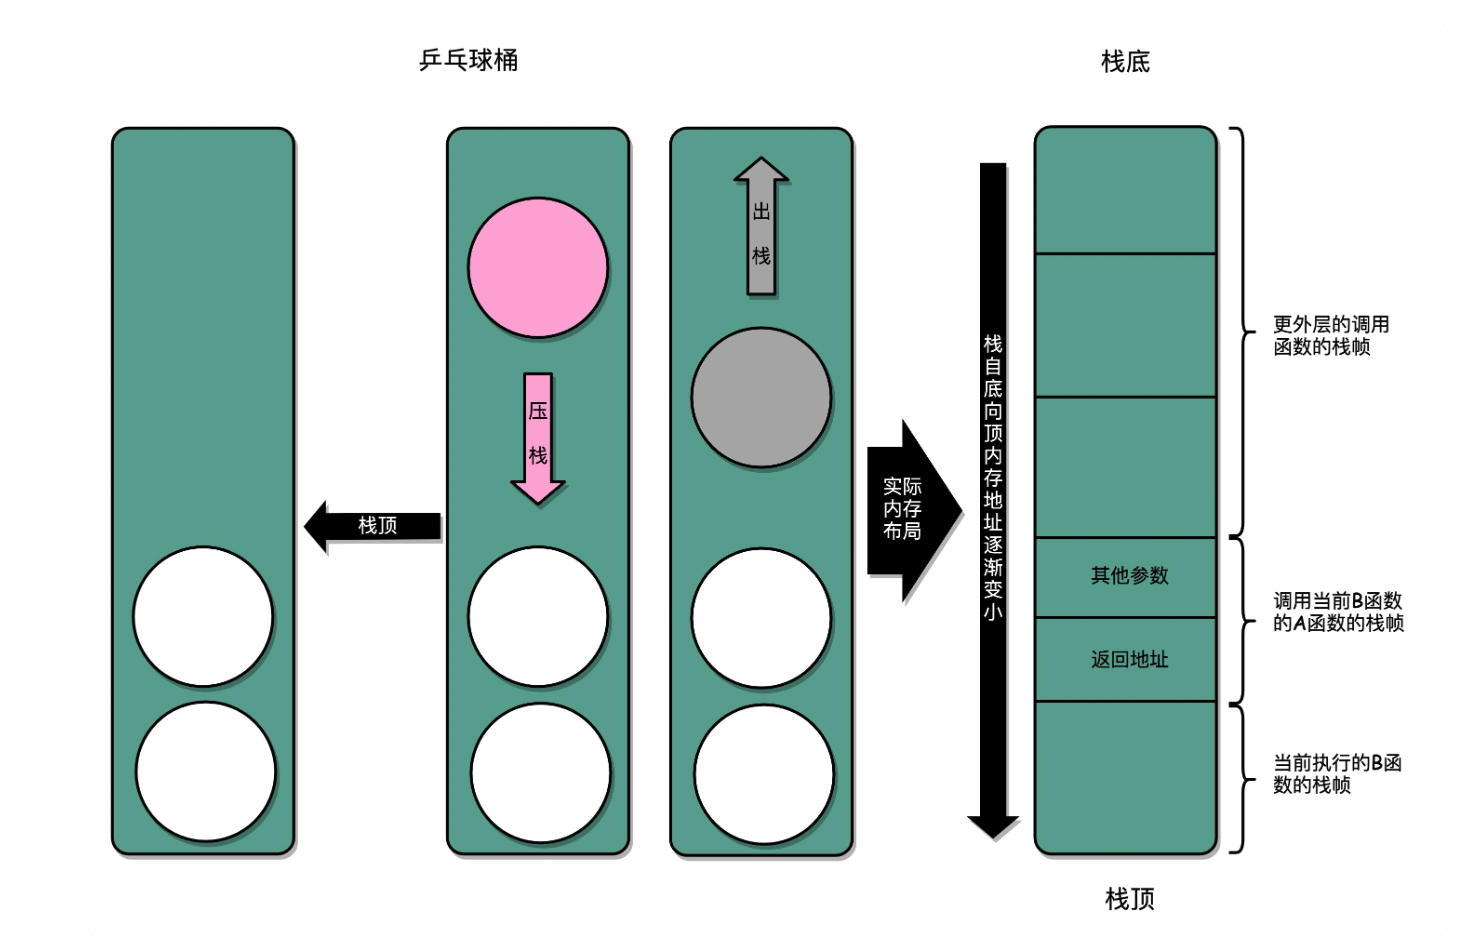 乒乓球桶
栈底
出
栈
压
栈
栈顶
实际
内存
布局
栈自底向顶内存地址逐渐变小
更外层的调用
函数的栈帧
其他参数
返回地址
调用当前B函数
的A函数的栈帧
当前执行的B函
数的栈帧
栈顶